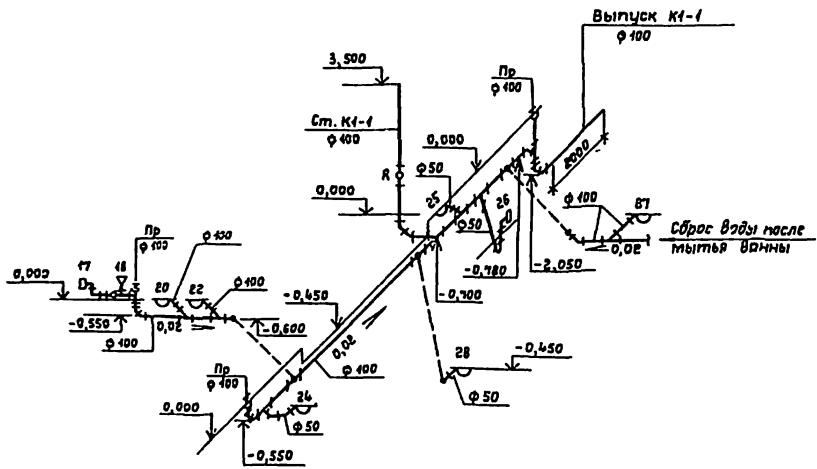 Выпуск К1-1
ф100
3,500
Пр
ф100
Ст. К1-1
ф100
0,000
2000
R
ф50
0,000
25
26
ф100
87
ф50
0,02
Сброс воды после
мытья ванны
Пр
ф100
ф100
-0,780
-2,050
17
18
20
22
ф100
0,000
-0,700
-0,450
-0,550
0,02
-0,600
ф100
0,02
-0,450
28
Пр
ф100
ф100
ф50
24
0,000
ф50
-0,550